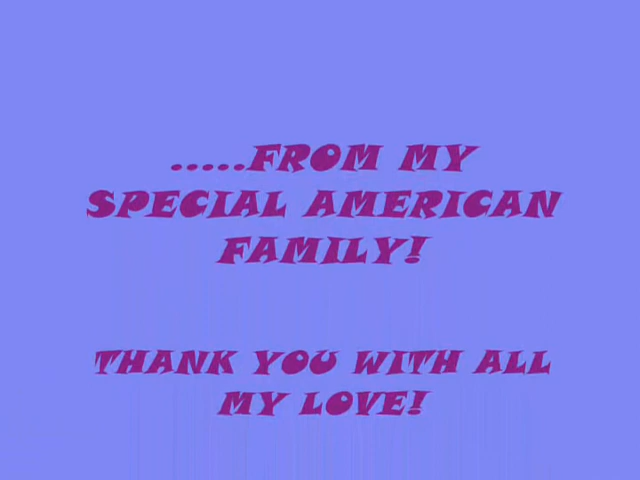 .....FROM MY
SPECIAL AMERICAN
FAMILY!
THANK YOU WITH ALL
MY LOVE!